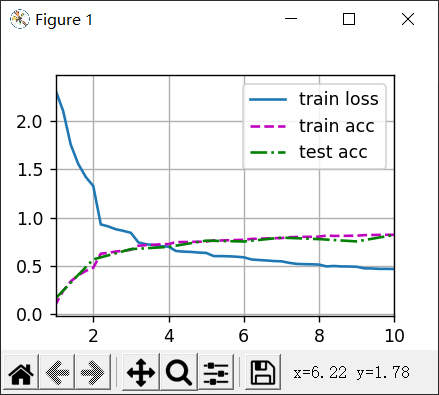 Figure 1
train loss
train acc
test acc
2.0
1.5
1.0
0.5
0.0
2 4 6 8 10
x=6.22 y=1.78